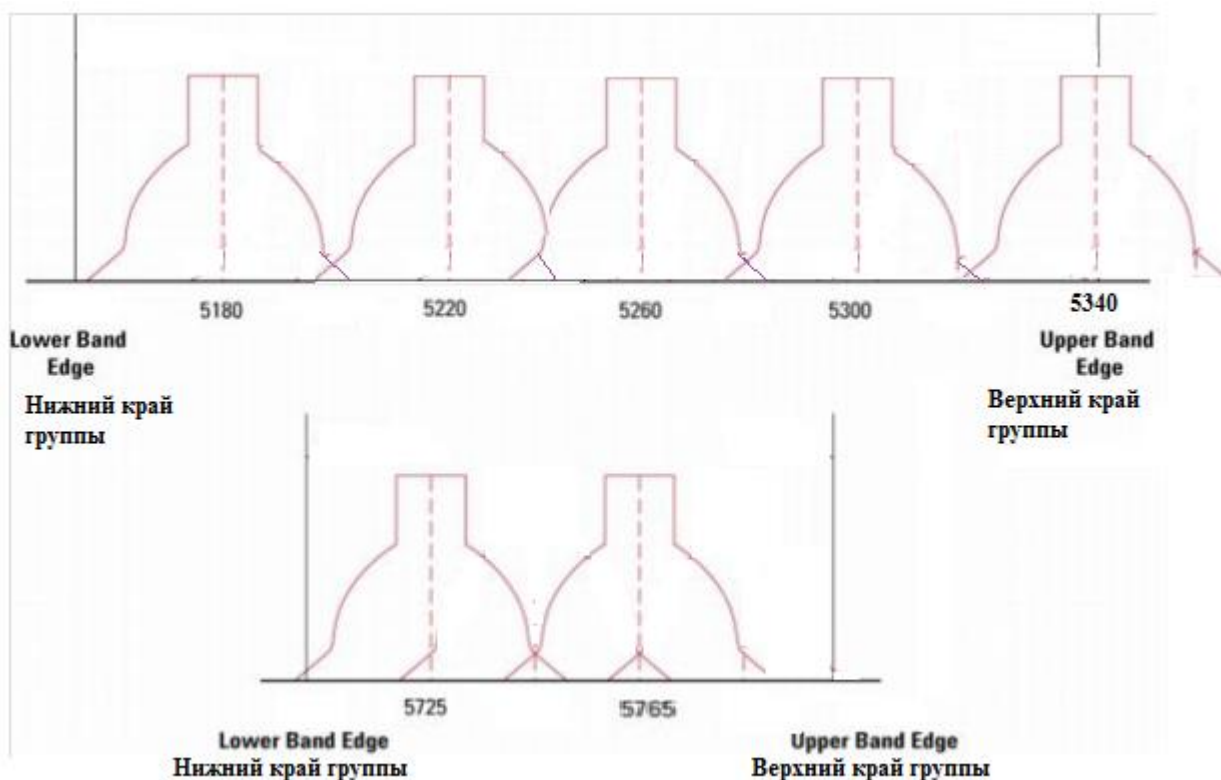 5180 5220 5260 5300 5340
Lower Band
Edge
Upper Band
Edge
Нижний край
группы
Верхний край
группы
5725 5765
Lower Band Edge Upper Band Edge
Нижний край группы Верхний край группы